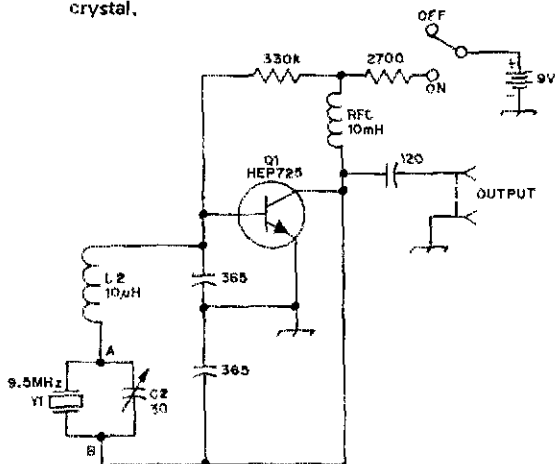 crystal.
OFF
330k
2700
ON
9V
RFC
10mH
Q1
HEP725
120
OUTPUT
L2
10µH
365
365
A
9.5MHz
Y1
C2
30
B